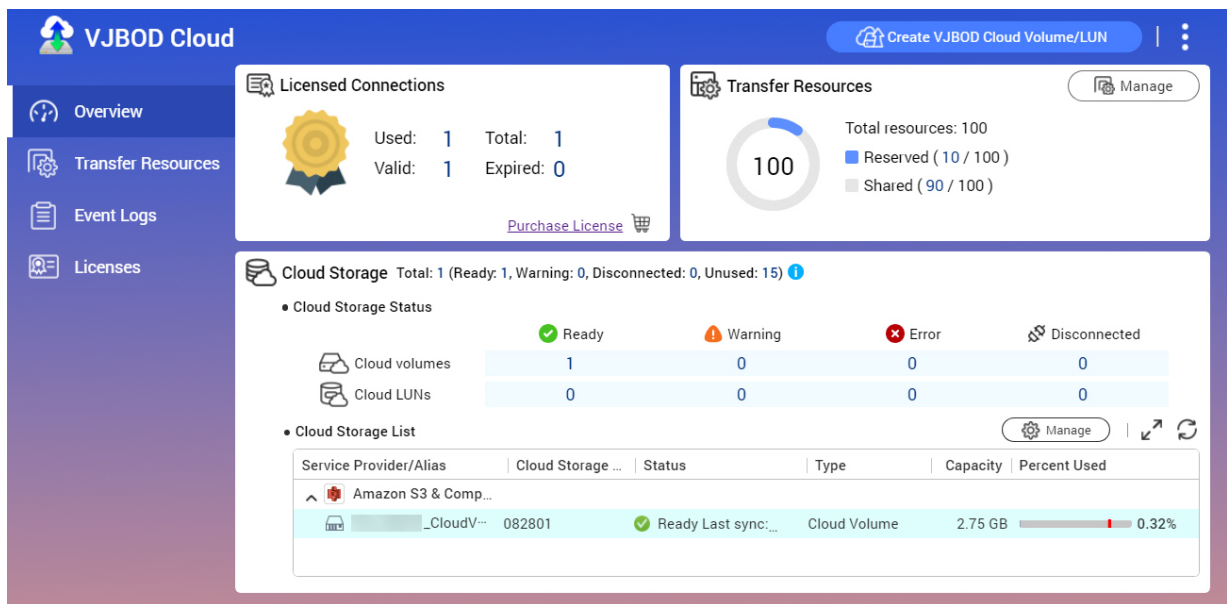 VJBOD Cloud
Create VJBOD Cloud Volume/LUN
Overview
Transfer Resources
Event Logs
Licenses
Licensed Connections
Used: 1 Total: 1
Valid: 1 Expired: 0
Purchase License
Transfer Resources
Manage
100
Total resources: 100
Reserved ( 10 / 100 )
Shared ( 90 / 100 )
Cloud Storage Total: 1 (Ready: 1, Warning: 0, Disconnected: 0, Unused: 15)
• Cloud Storage Status
Ready Warning Error Disconnected
Cloud volumes 1 0 0 0
Cloud LUNs 0 0 0 0
• Cloud Storage List
Manage
Service Provider/Alias Cloud Storage ... Status Type Capacity Percent Used
Amazon S3 & Comp...
_CloudV... 082801 Ready Last sync:... Cloud Volume 2.75 GB 0.32%